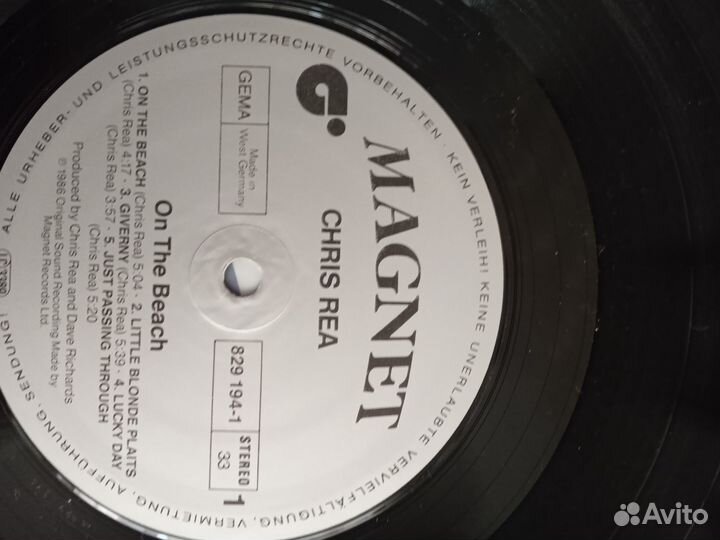 MAGNET
CHRIS REA
GEMA
Made in
West Germany
829 194-1
STEREO
33
1
On The Beach
1. ON THE BEACH (Chris Rea) 5:04 · 2. LITTLE BLONDE PLAITS
(Chris Rea) 4:17 · 3. GIVERNY (Chris Rea) 5:39 · 4. LUCKY DAY
(Chris Rea) 3:57 · 5. JUST PASSING THROUGH
(Chris Rea) 5:20
Produced by Chris Rea and Dave Richards
℗ 1986 Original Sound Recording Made by
Magnet Records Ltd.
ALLE URHEBER- UND LEISTUNGSSCHUTZRECHTE VORBEHALTEN · KEIN VERLEIH! KEINE UNERLAUBTE VERVIELFÄLTIGUNG, VERMIETUNG, AUFFÜHRUNG, SENDUNG!
Avito